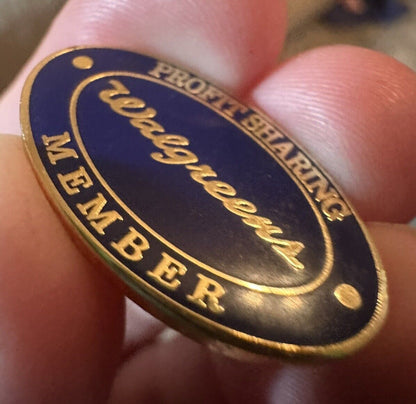 PROFIT SHARING
Walgreens
MEMBER